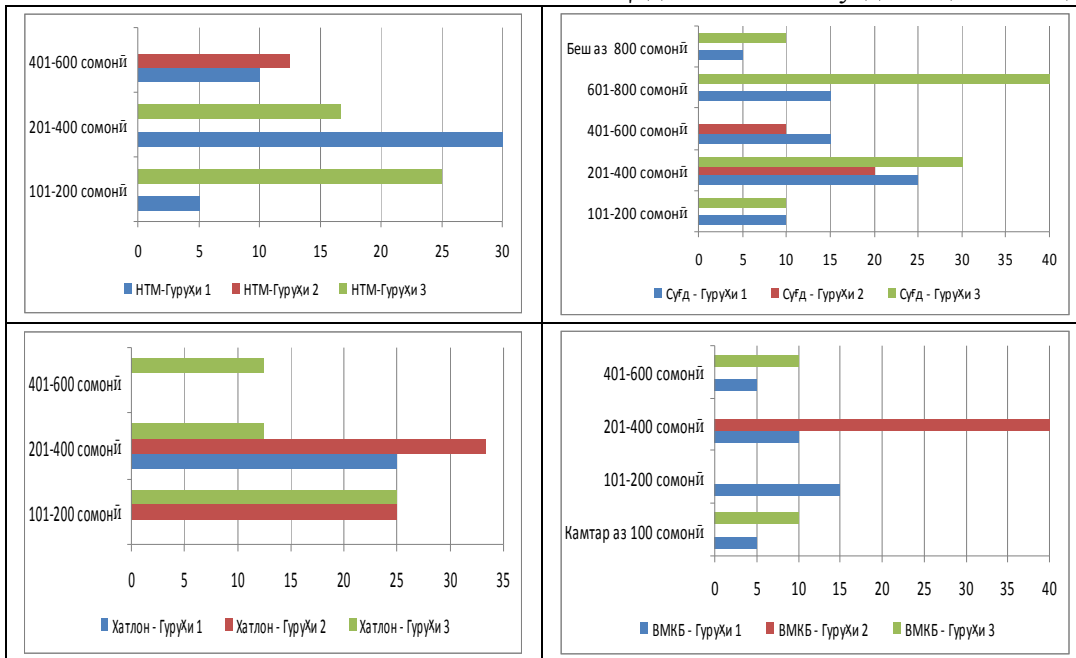 401-600 сомонӣ
201-400 сомонӣ
101-200 сомонӣ
0 5 10 15 20 25 30
НТМ-Гурӯҳи 1 НТМ-Гурӯҳи 2 НТМ-Гурӯҳи 3
Беш аз 800 сомонӣ
601-800 сомонӣ
401-600 сомонӣ
201-400 сомонӣ
101-200 сомонӣ
0 5 10 15 20 25 30 35 40
Суғд - Гурӯҳи 1 Суғд - Гурӯҳи 2 Суғд - Гурӯҳи 3
401-600 сомонӣ
201-400 сомонӣ
101-200 сомонӣ
0 5 10 15 20 25 30 35
Хатлон - Гурӯҳи 1 Хатлон - Гурӯҳи 2 Хатлон - Гурӯҳи 3
401-600 сомонӣ
201-400 сомонӣ
101-200 сомонӣ
Камтар аз 100 сомонӣ
0 5 10 15 20 25 30 35 40
ВМКБ - Гурӯҳи 1 ВМКБ - Гурӯҳи 2 ВМКБ - Гурӯҳи 3